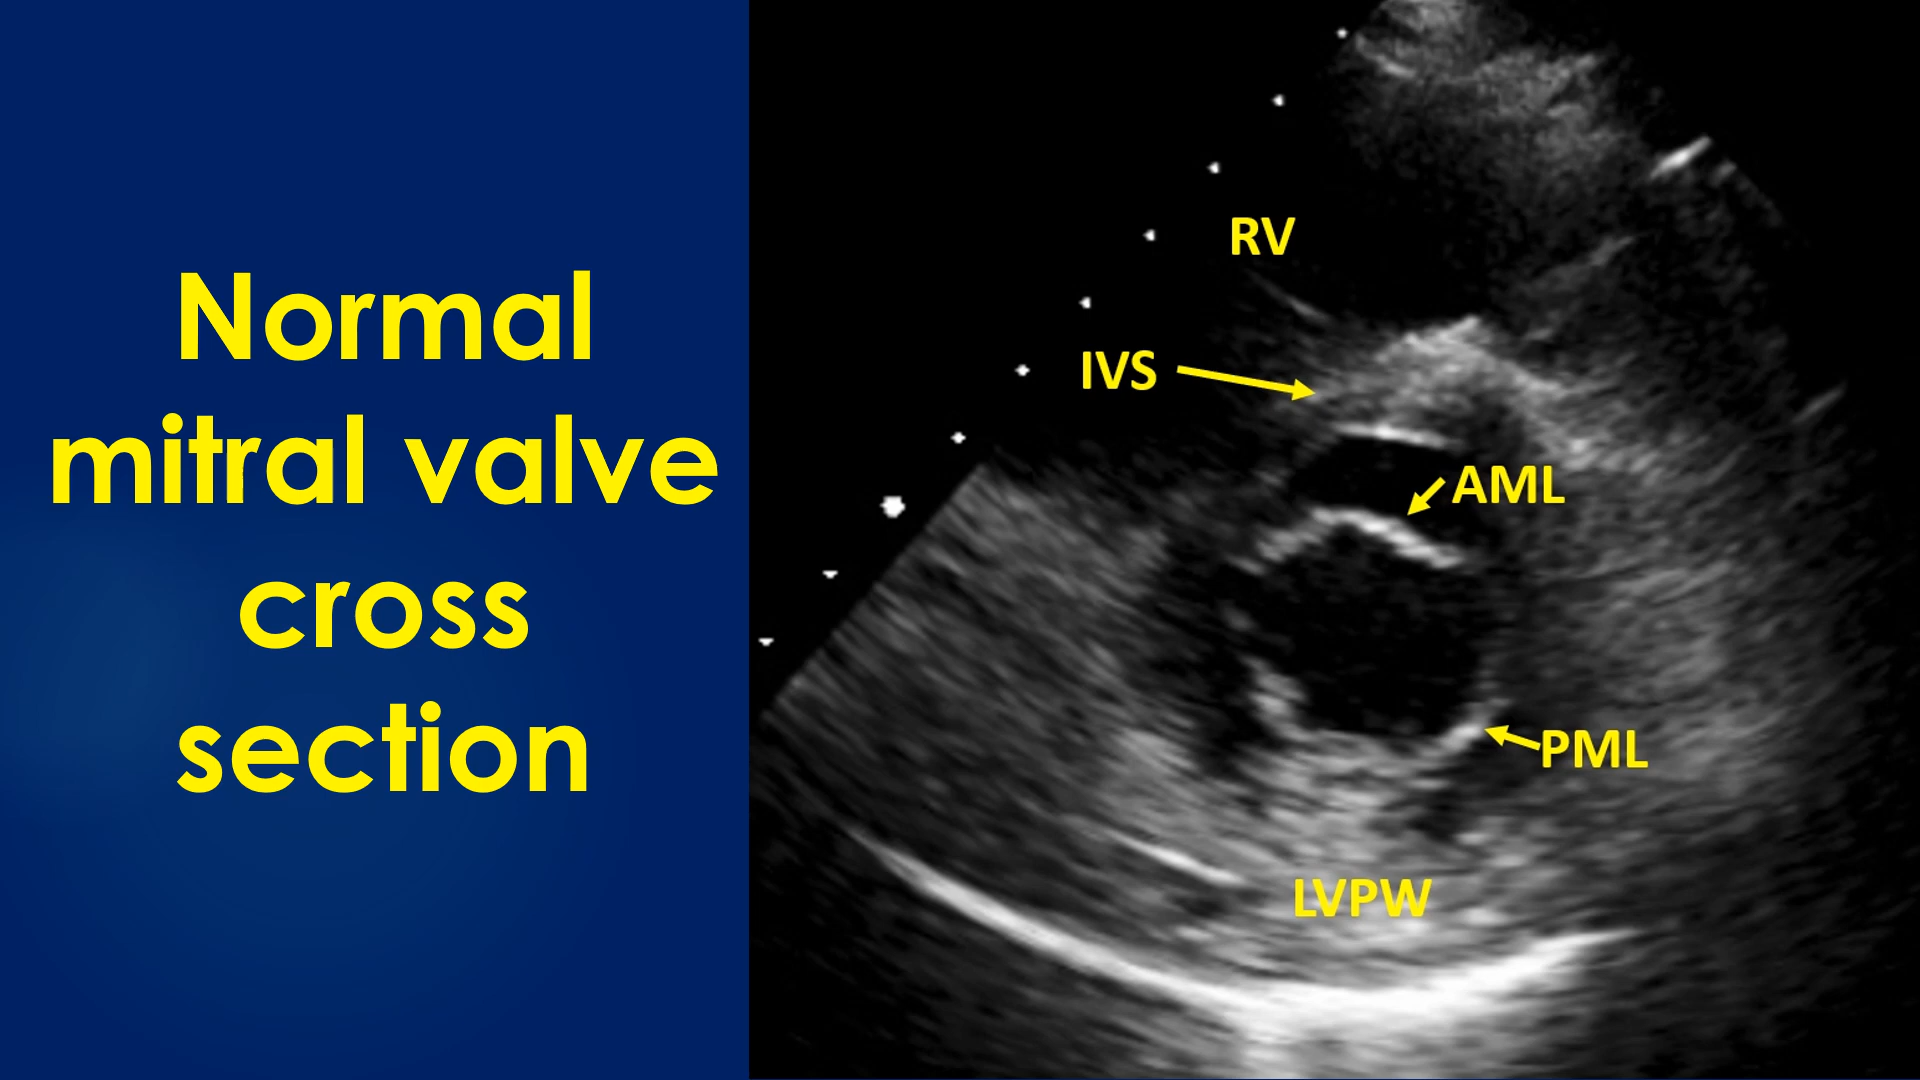 Normal
mitral valve
cross
section
RV
IVS
AML
PML
LVPW